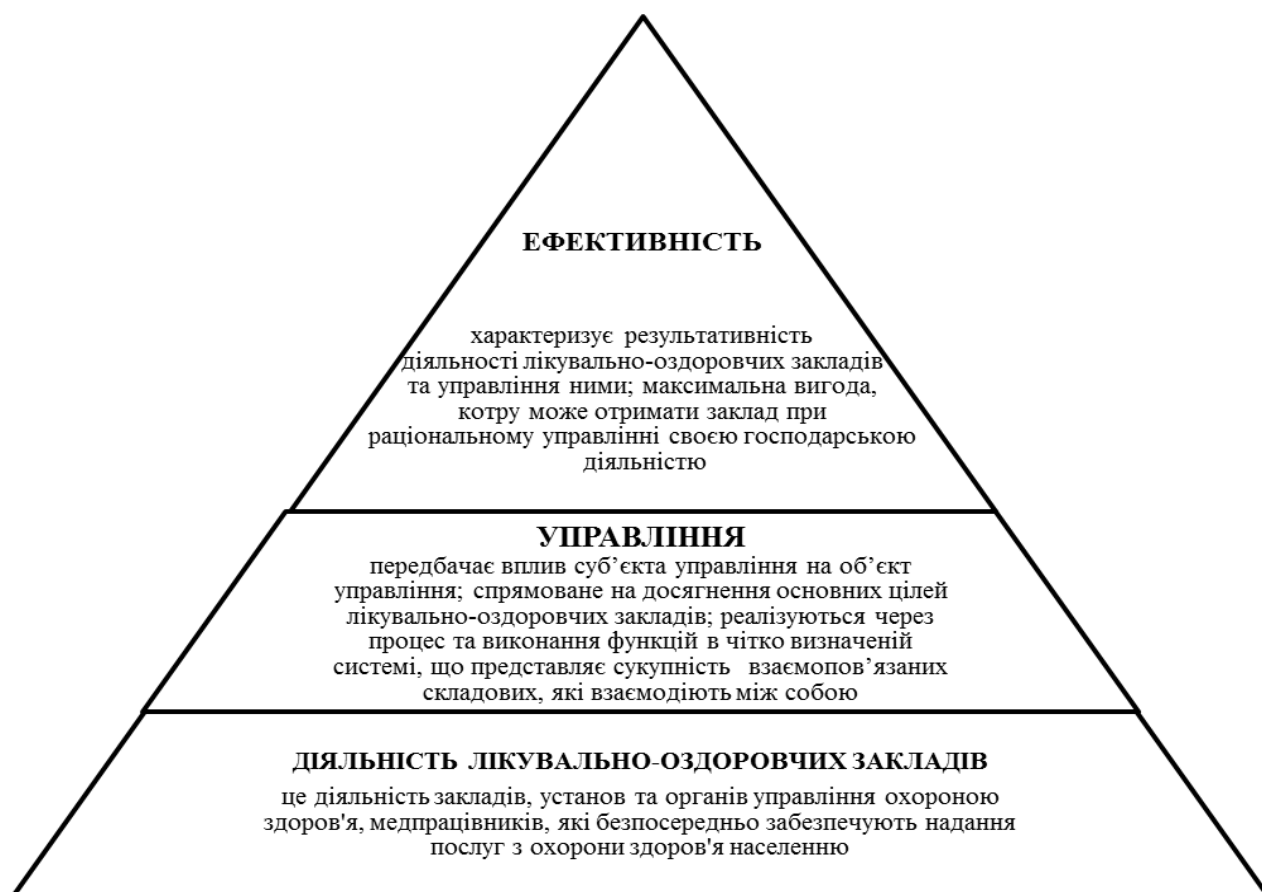 ЕФЕКТИВНІСТЬ
характеризує результативність
діяльності лікувально-оздоровчих закладів
та управління ними; максимальна вигода,
котру може отримати заклад при
раціональному управлінні своєю господарською
діяльністю
УПРАВЛІННЯ
передбачає вплив суб’єкта управління на об’єкт
управління; спрямоване на досягнення основних цілей
лікувально-оздоровчих закладів; реалізуються через
процес та виконання функцій в чітко визначеній
системі, що представляє сукупність взаємопов’язаних
складових, які взаємодіють між собою
ДІЯЛЬНІСТЬ ЛІКУВАЛЬНО-ОЗДОРОВЧИХ ЗАКЛАДІВ
це діяльність закладів, установ та органів управління охороною
здоров'я, медпрацівників, які безпосередньо забезпечують надання
послуг з охорони здоров'я населенню